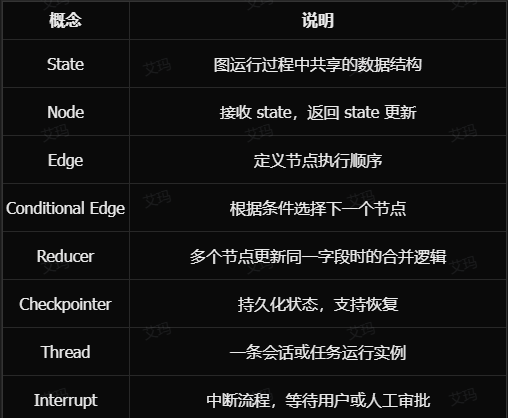 概念 说明
State 图运行过程中共享的数据结构
Node 接收 state，返回 state 更新
Edge 定义节点执行顺序
Conditional Edge 根据条件选择下一个节点
Reducer 多个节点更新同一字段时的合并逻辑
Checkpointer 持久化状态，支持恢复
Thread 一条会话或任务运行实例
Interrupt 中断流程，等待用户或人工审批
艾玛